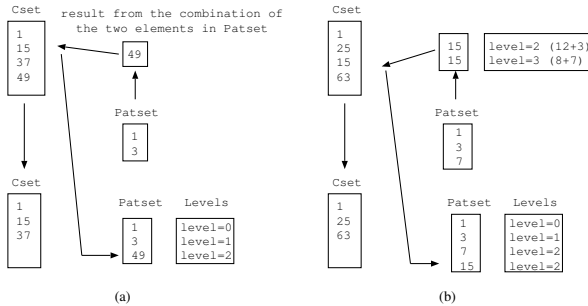 Cset
result from the combination of
the two elements in Patset
1
15
37
49
49
Patset
1
3
Cset
1
15
37
Patset
1
3
49
Levels
level=0
level=1
level=2
(a)
Cset
1
25
15
63
15
15
level=2 (12+3)
level=3 (8+7)
Patset
1
3
7
Cset
1
25
63
Patset
1
3
7
15
Levels
level=0
level=1
level=2
level=2
(b)